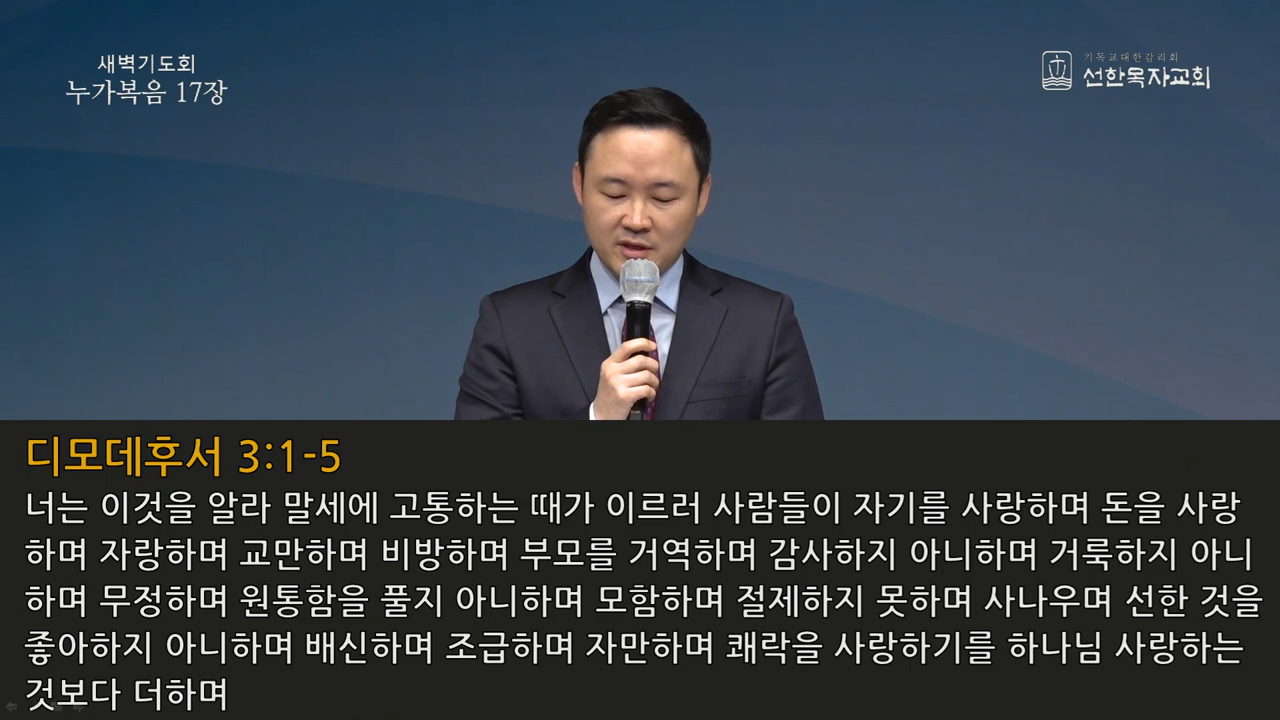 새벽기도회
누가복음 17장
기독교대한감리회
선한목자교회
디모데후서 3:1-5
너는 이것을 알라 말세에 고통하는 때가 이르러 사람들이 자기를 사랑하며 돈을 사랑
하며 자랑하며 교만하며 비방하며 부모를 거역하며 감사하지 아니하며 거룩하지 아니
하며 무정하며 원통함을 풀지 아니하며 모함하며 절제하지 못하며 사나우며 선한 것을
좋아하지 아니하며 배신하며 조급하며 자만하며 쾌락을 사랑하기를 하나님 사랑하는
것보다 더하며